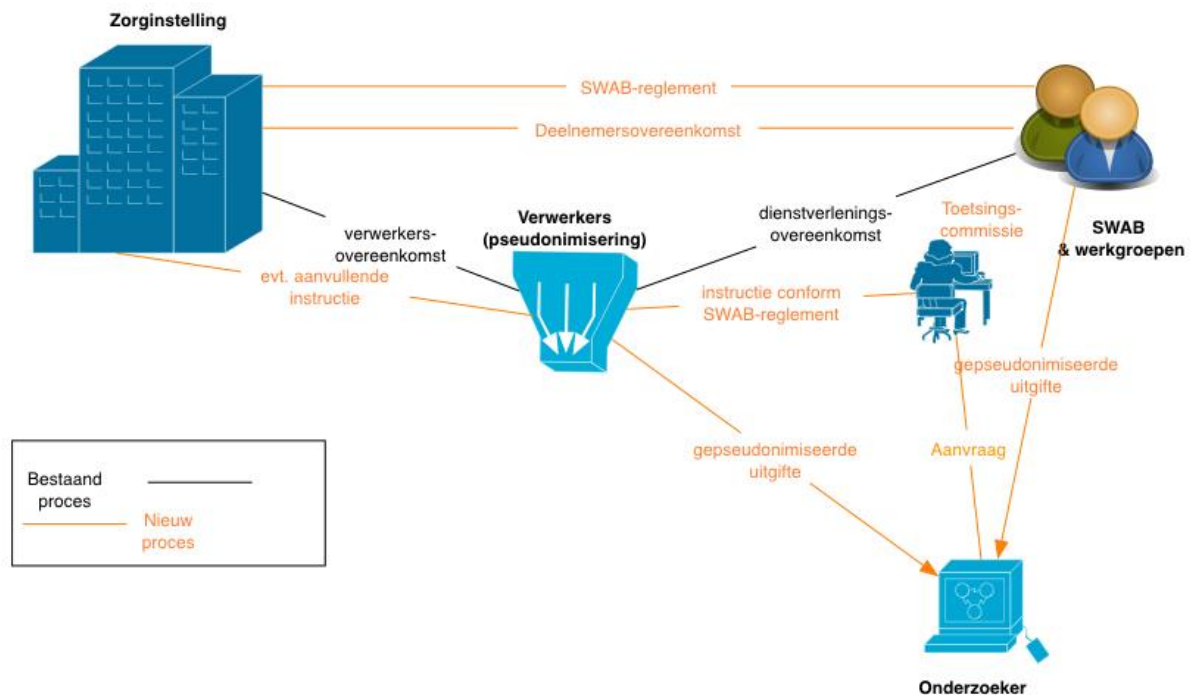 Zorginstelling
SWAB-reglement
Deelnemersovereenkomst
verwerkers-
overeenkomst
Verwerkers
(pseudonimisering)
dienstverlenings-
overeenkomst
Toetsings-
commissie
SWAB
& werkgroepen
evt. aanvullende
instructie
instructie conform
SWAB-reglement
gepseudonimiseerde
uitgifte
gepseudonimiseerde
uitgifte
Aanvraag
Bestaand
proces
Nieuw
proces
Onderzoeker